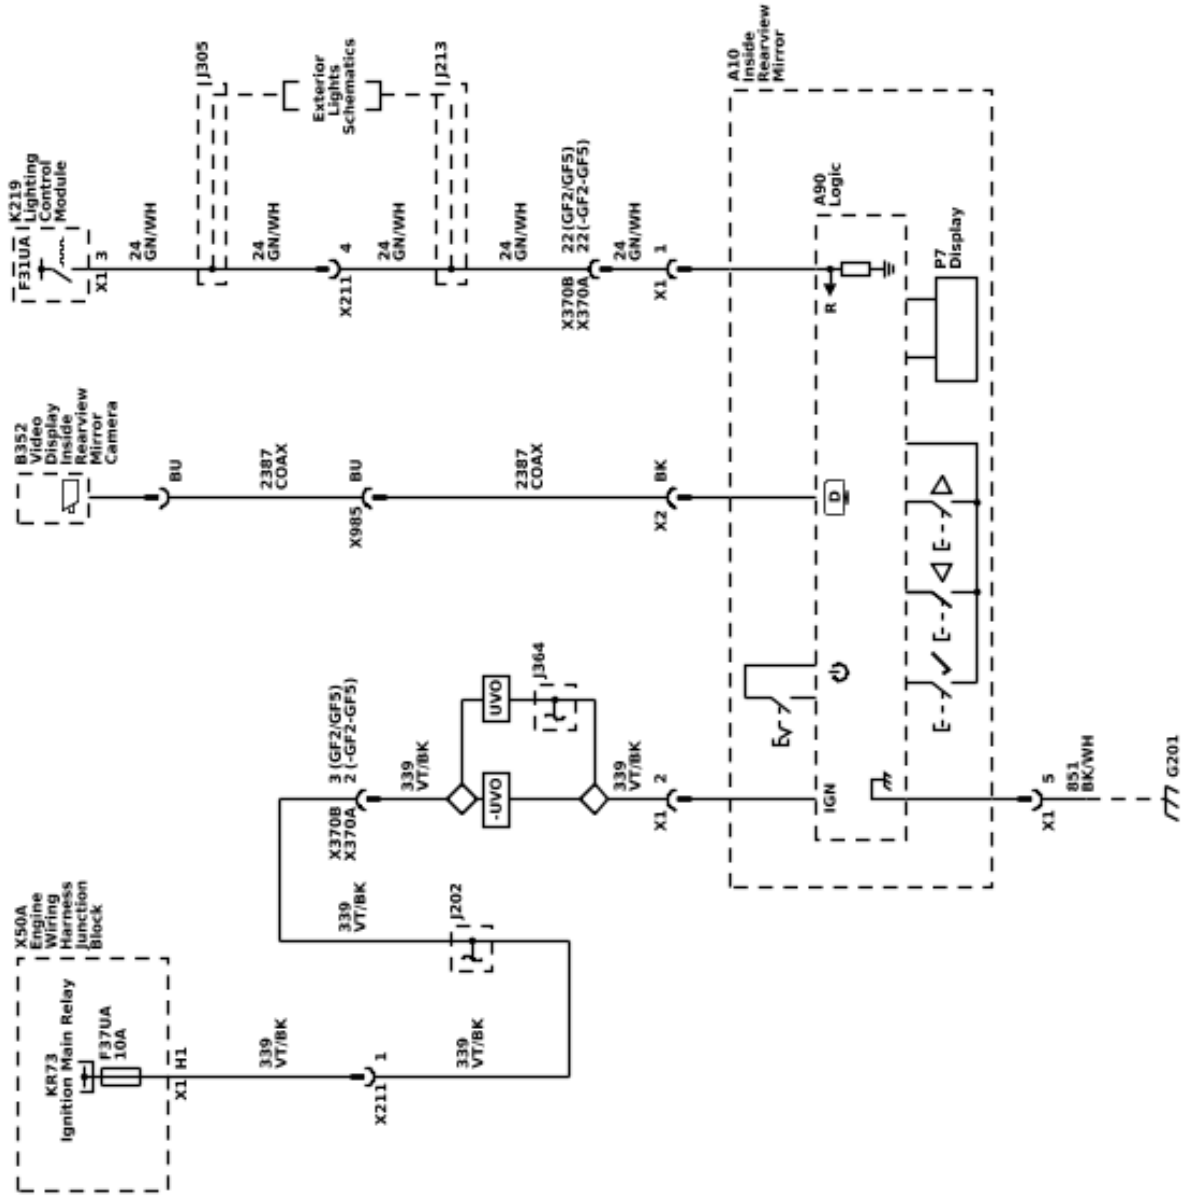 X50A
Engine
Wiring
Harness
Junction
Block
KR73
Ignition Main Relay
F37UA
10A
X1 H1
339
VT/BK
X211 1
339
VT/BK
J202
339
VT/BK
X370B 3 (GF2/GF5)
X370A 2 (-GF2-GF5)
339
VT/BK
-UVO
UVO
J364
339
VT/BK
X1 2
IGN
X1 5
851
BK/WH
G201
B352
Video
Display
Inside
Rearview
Mirror
Camera
BU
2387
COAX
X985 BU
2387
COAX
X2 BK
D
K219
Lighting
Control
Module
F31UA
X1 3
24
GN/WH
J305
24
GN/WH
Exterior
Lights
Schematics
X211 4
24
GN/WH
J213
24
GN/WH
X370B 22(GF2/GF5)
X370A 22(-GF2-GF5)
24
GN/WH
X1 1
A10
Inside
Rearview
Mirror
A90
Logic
R
P7
Display